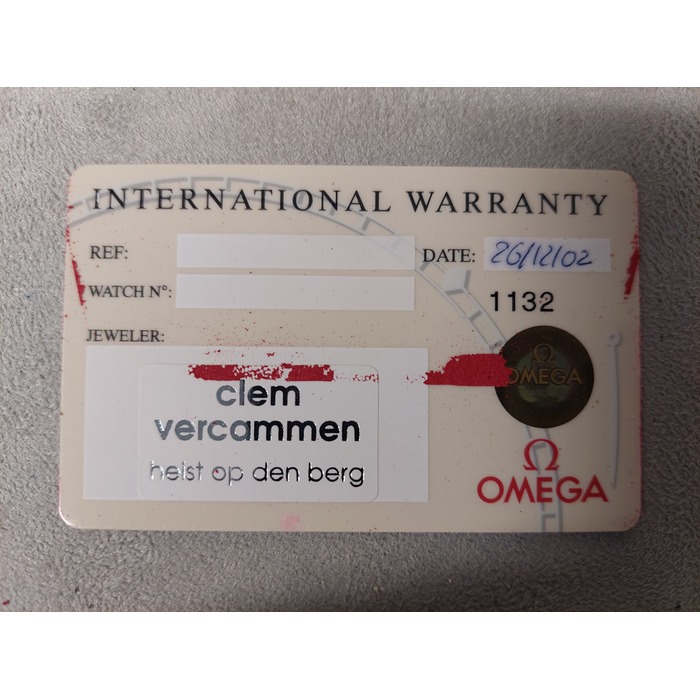 INTERNATIONAL WARRANTY
REF:
DATE: 26/12/02
WATCH N°:
1132
JEWELER:
clem
vercammen
heist op den berg
Ω
OMEGA
Ω
OMEGA